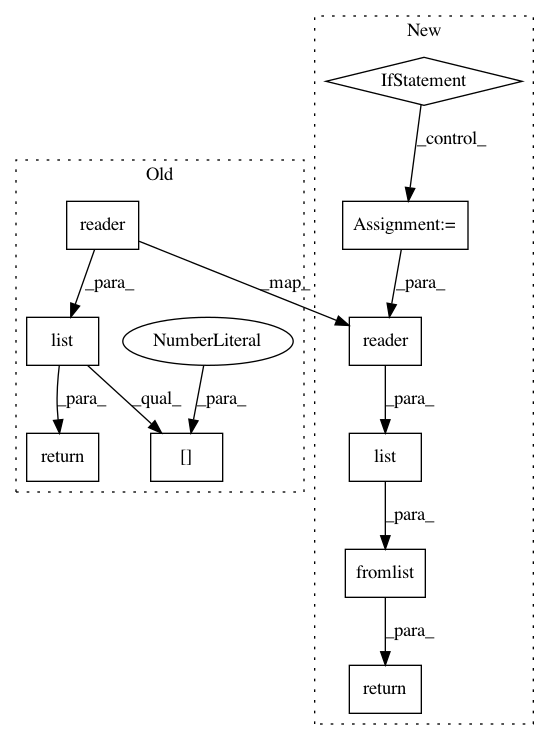 New
IfStatement
_control_
Old
reader
Assignment:=
_para_
_map_
_para_
list
NumberLiteral
reader
_para_
_qual_
_para_
_para_
return
[]
list
_para_
fromlist
_para_
return